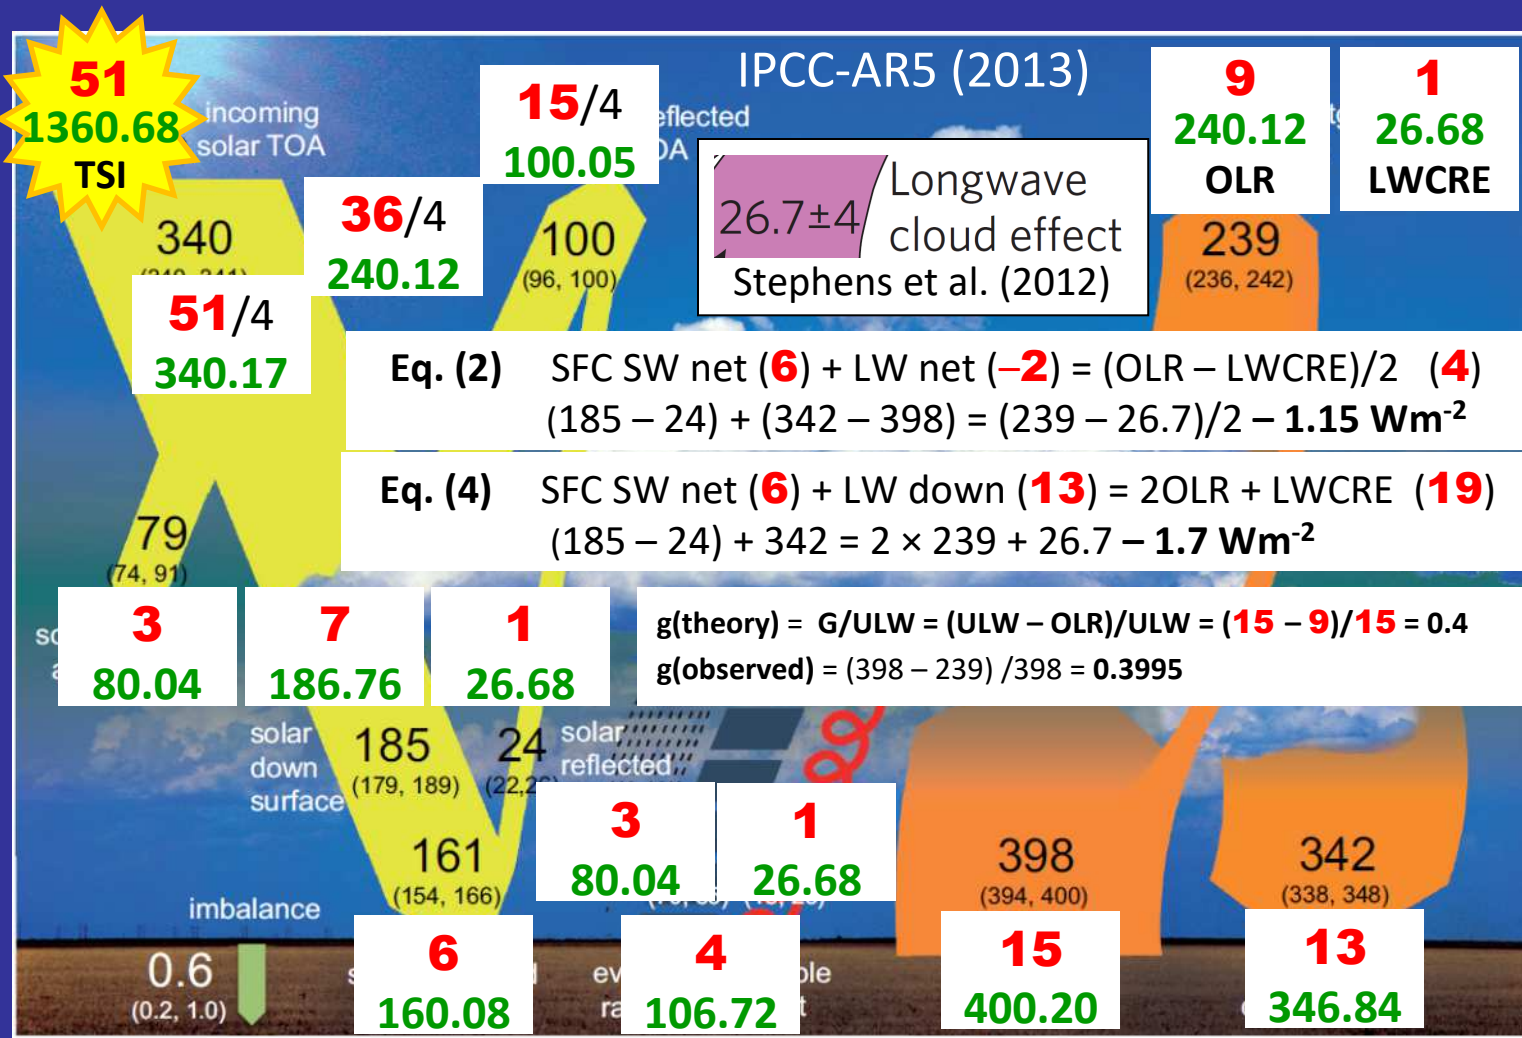 IPCC-AR5 (2013)
51
1360.68
TSI
incoming
solar TOA
15/4
100.05
eflected
OA
9
240.12
OLR
1
26.68
LWCRE
340
36/4
240.12
100
(96, 100)
26.7±4
Longwave
cloud effect
Stephens et al. (2012)
239
(236, 242)
51/4
340.17
Eq. (2) SFC SW net (6) + LW net (–2) = (OLR – LWCRE)/2 (4)
(185 – 24) + (342 – 398) = (239 – 26.7)/2 – 1.15 Wm-2
Eq. (4) SFC SW net (6) + LW down (13) = 2OLR + LWCRE (19)
(185 – 24) + 342 = 2 × 239 + 26.7 – 1.7 Wm-2
79
(74, 91)
3
80.04
7
186.76
1
26.68
g(theory) = G/ULW = (ULW – OLR)/ULW = (15 – 9)/15 = 0.4
g(observed) = (398 – 239) /398 = 0.3995
solar
down
surface
185
(179, 189)
24
solar
reflected
3
80.04
1
26.68
161
(154, 166)
398
(394, 400)
342
(338, 348)
imbalance
0.6
(0.2, 1.0)
6
160.08
4
106.72
15
400.20
13
346.84